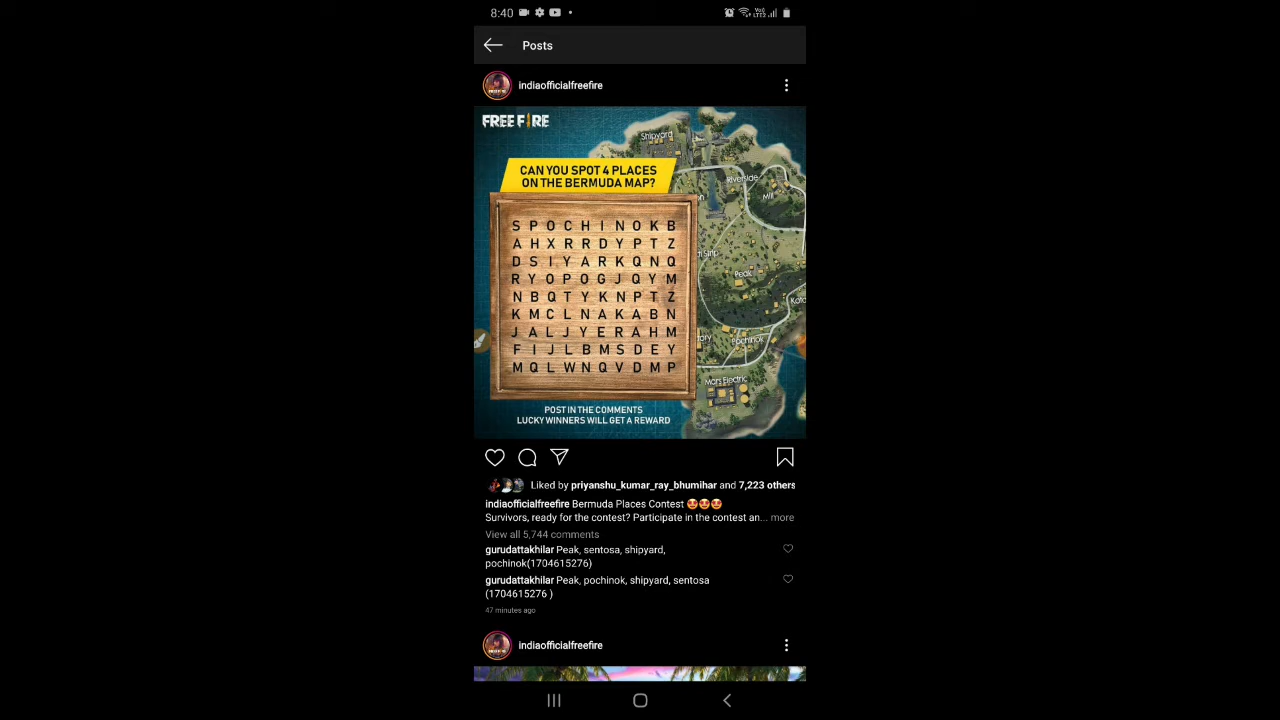 8:40
Posts
indiaofficialfreefire
FREE FIRE
CAN YOU SPOT 4 PLACES
ON THE BERMUDA MAP?
Shipyard
Riverside
Mill
Peak
Pochinok
Mars Electric
S P O C H I N O K B
A H X R R D Y P T Z
D S I Y A R K Q N Q
R Y O P O G J Q Y M
N B Q T Y K N P T Z
K M C L N A K A B N
J A L J Y E R A H M
F I J L B M S D E Y
M Q L W N Q V D M P
POST IN THE COMMENTS
LUCKY WINNERS WILL GET A REWARD
Liked by priyanshu_kumar_ray_bhumihar and 7,223 others
indiaofficialfreefire Bermuda Places Contest
Survivors, ready for the contest? Participate in the contest an... more
View all 5,744 comments
gurudattakhilar Peak, sentosa, shipyard,
pochinok(1704615276)
gurudattakhilar Peak, pochinok, shipyard, sentosa
(1704615276 )
47 minutes ago
indiaofficialfreefire